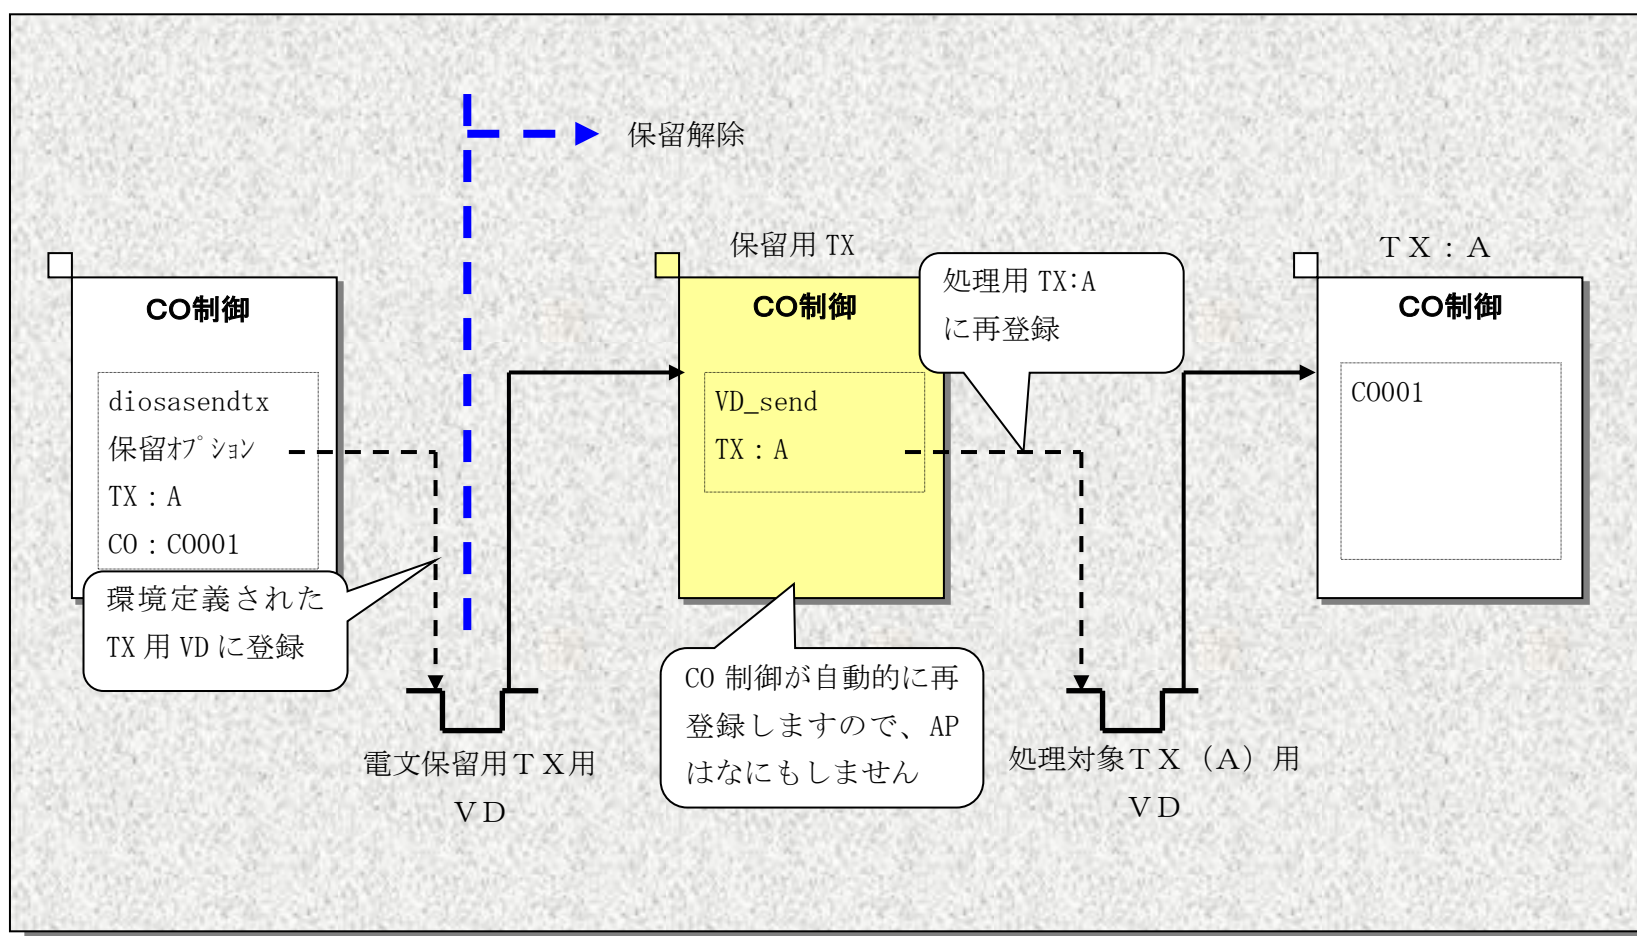 保留解除
保留用 TX
TX：A
CO制御
diosasendtx
保留ｵﾌﾟｼｮﾝ
TX：A
CO：CO001
環境定義された
TX 用 VD に登録
CO制御
VD_send
TX：A
処理用 TX:A
に再登録
CO制御
CO001
CO 制御が自動的に再
登録しますので、AP
はなにもしません
電文保留用ＴＸ用
ＶＤ
処理対象ＴＸ（Ａ）用
ＶＤ